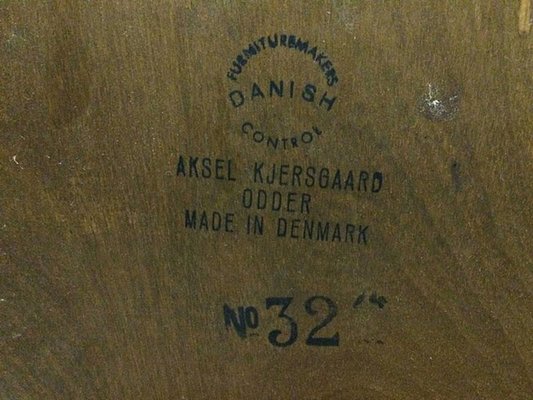 FURNITUREMAKERS
DANISH
CONTROL
AKSEL KJERSGAARD
ODDER
MADE IN DENMARK
No 32